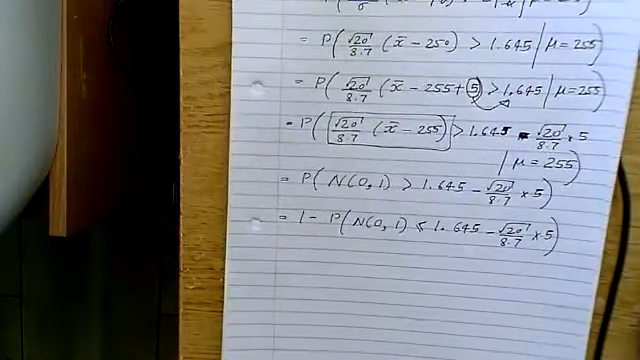 = P( √20/8.7 ( x̄ - 250) > 1.645 | μ = 255)
= P( √20/8.7 ( x̄ - 255 + 5) > 1.645 | μ = 255)
= P( √20/8.7 ( x̄ - 255) > 1.645 - √20/8.7 × 5
| μ = 255)
= P( N(0,1) > 1.645 - √20/8.7 × 5)
= 1 - P( N(0,1) < 1.645 - √20/8.7 × 5)